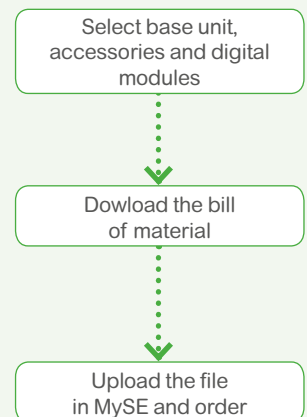 Select base unit,
accessories and digital
modules
Dowload the bill
of material
Upload the file
in MySE and order